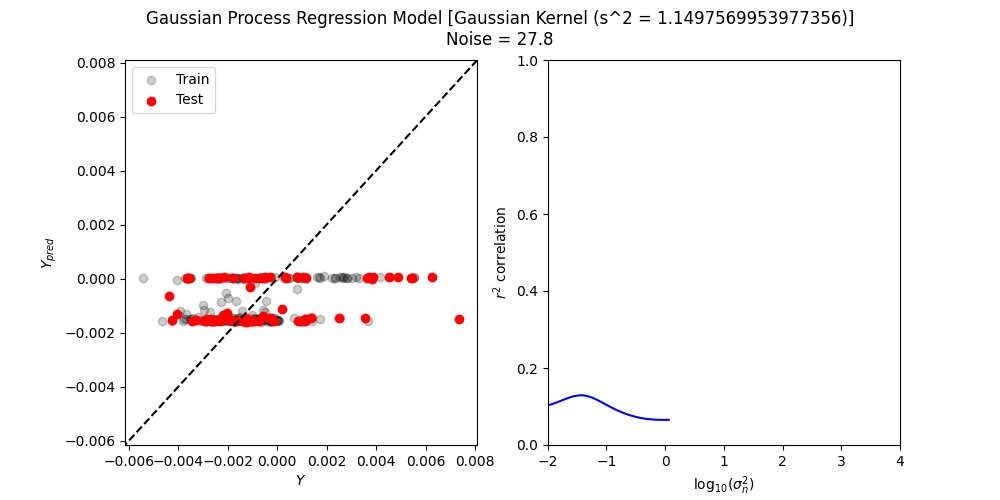 Gaussian Process Regression Model [Gaussian Kernel (s^2 = 1.1497569953977356)]
Noise = 27.8
Train
Test
0.008
0.006
0.004
0.002
0.000
−0.002
−0.004
−0.006
Y_pred
−0.006 −0.004 −0.002 0.000 0.002 0.004 0.006 0.008
Y
1.0
0.8
0.6
0.4
0.2
0.0
r² correlation
−2 −1 0 1 2 3 4
log₁₀(σₙ²)